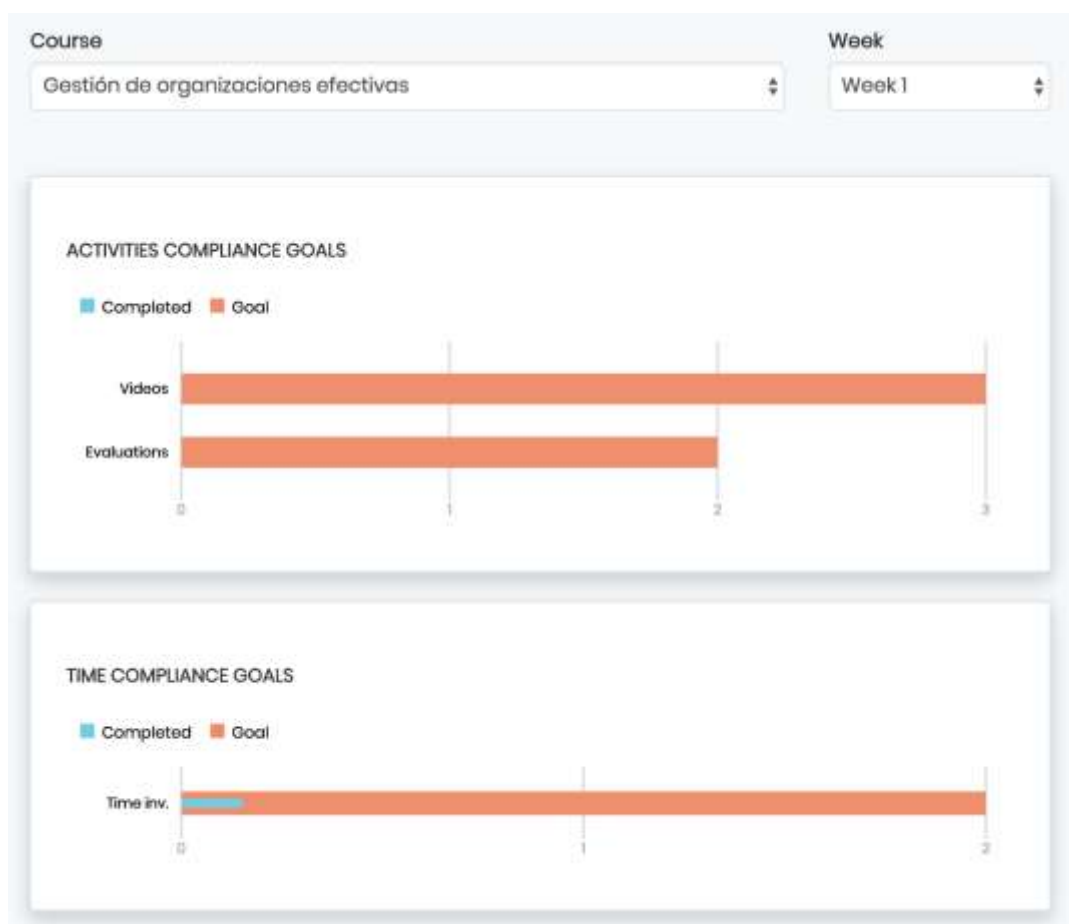 Course Week
Gestión de organizaciones efectivas Week 1
ACTIVITIES COMPLIANCE GOALS
Completed Goal
Videos
Evaluations
0 1 2 3
TIME COMPLIANCE GOALS
Completed Goal
Time inv.
0 1 2